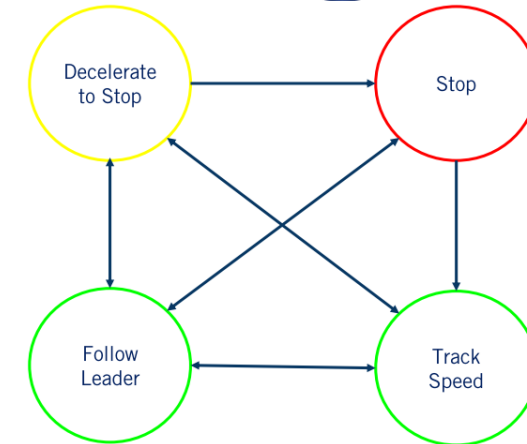 Decelerate
to Stop
Stop
Follow
Leader
Track
Speed